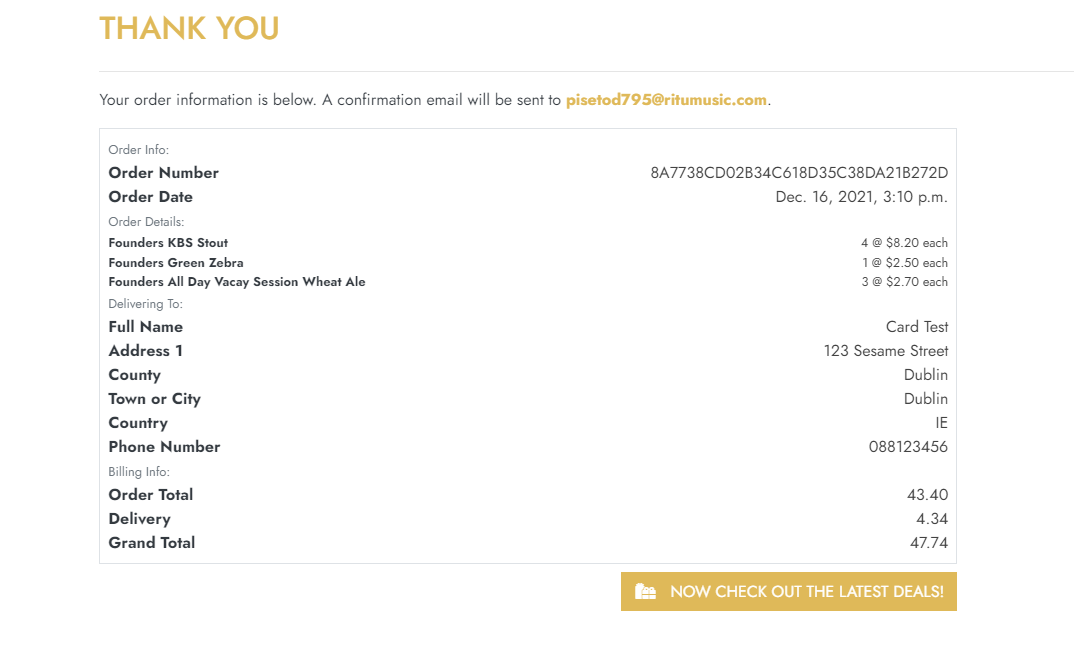 THANK YOU
Your order information is below. A confirmation email will be sent to pisetod795@ritumusic.com.
Order Info:
Order Number 8A7738CD02B34C618D35C38DA21B272D
Order Date Dec. 16, 2021, 3:10 p.m.
Order Details:
Founders KBS Stout 4 @ $8.20 each
Founders Green Zebra 1 @ $2.50 each
Founders All Day Vacay Session Wheat Ale 3 @ $2.70 each
Delivering To:
Full Name Card Test
Address 1 123 Sesame Street
County Dublin
Town or City Dublin
Country IE
Phone Number 088123456
Billing Info:
Order Total 43.40
Delivery 4.34
Grand Total 47.74
NOW CHECK OUT THE LATEST DEALS!